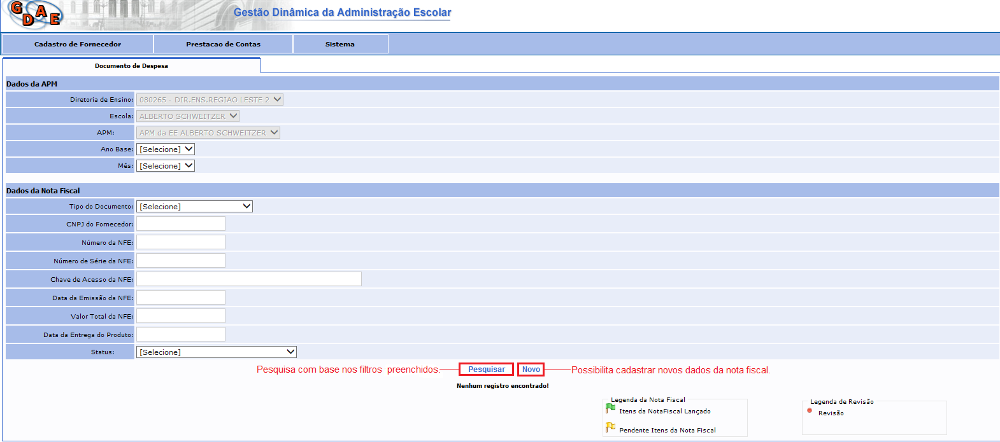 GDAE
Gestão Dinâmica da Administração Escolar
Cadastro de Fornecedor Prestacao de Contas Sistema
Documento de Despesa
Dados da APM
Diretoria de Ensino: 080265 - DIR.ENS.REGIAO LESTE 2
Escola: ALBERTO SCHWEITZER
APM: APM da EE ALBERTO SCHWEITZER
Ano Base: [Selecione]
Mês: [Selecione]
Dados da Nota Fiscal
Tipo do Documento: [Selecione]
CNPJ do Fornecedor:
Número da NFE:
Número de Série da NFE:
Chave de Acesso da NFE:
Data da Emissão da NFE:
Valor Total da NFE:
Data da Entrega do Produto:
Status: [Selecione]
Pesquisa com base nos filtros preenchidos. Pesquisar Novo Possibilita cadastrar novos dados da nota fiscal.
Nenhum registro encontrado!
Legenda da Nota Fiscal
Itens da NotaFiscal Lançado
Pendente Itens da Nota Fiscal
Legenda de Revisão
Revisão